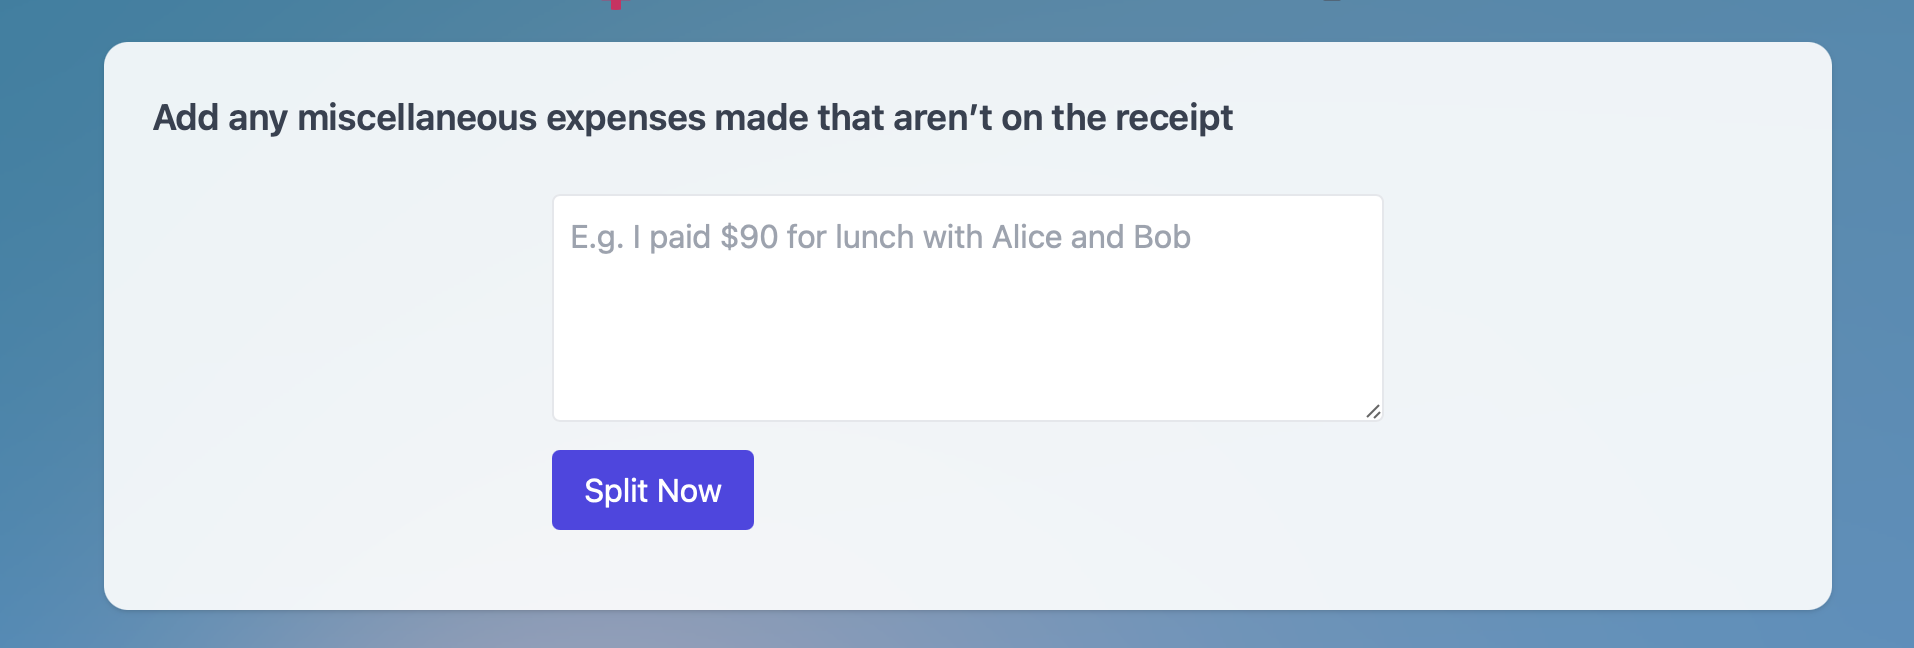 Add any miscellaneous expenses made that aren’t on the receipt
E.g. I paid $90 for lunch with Alice and Bob
Split Now